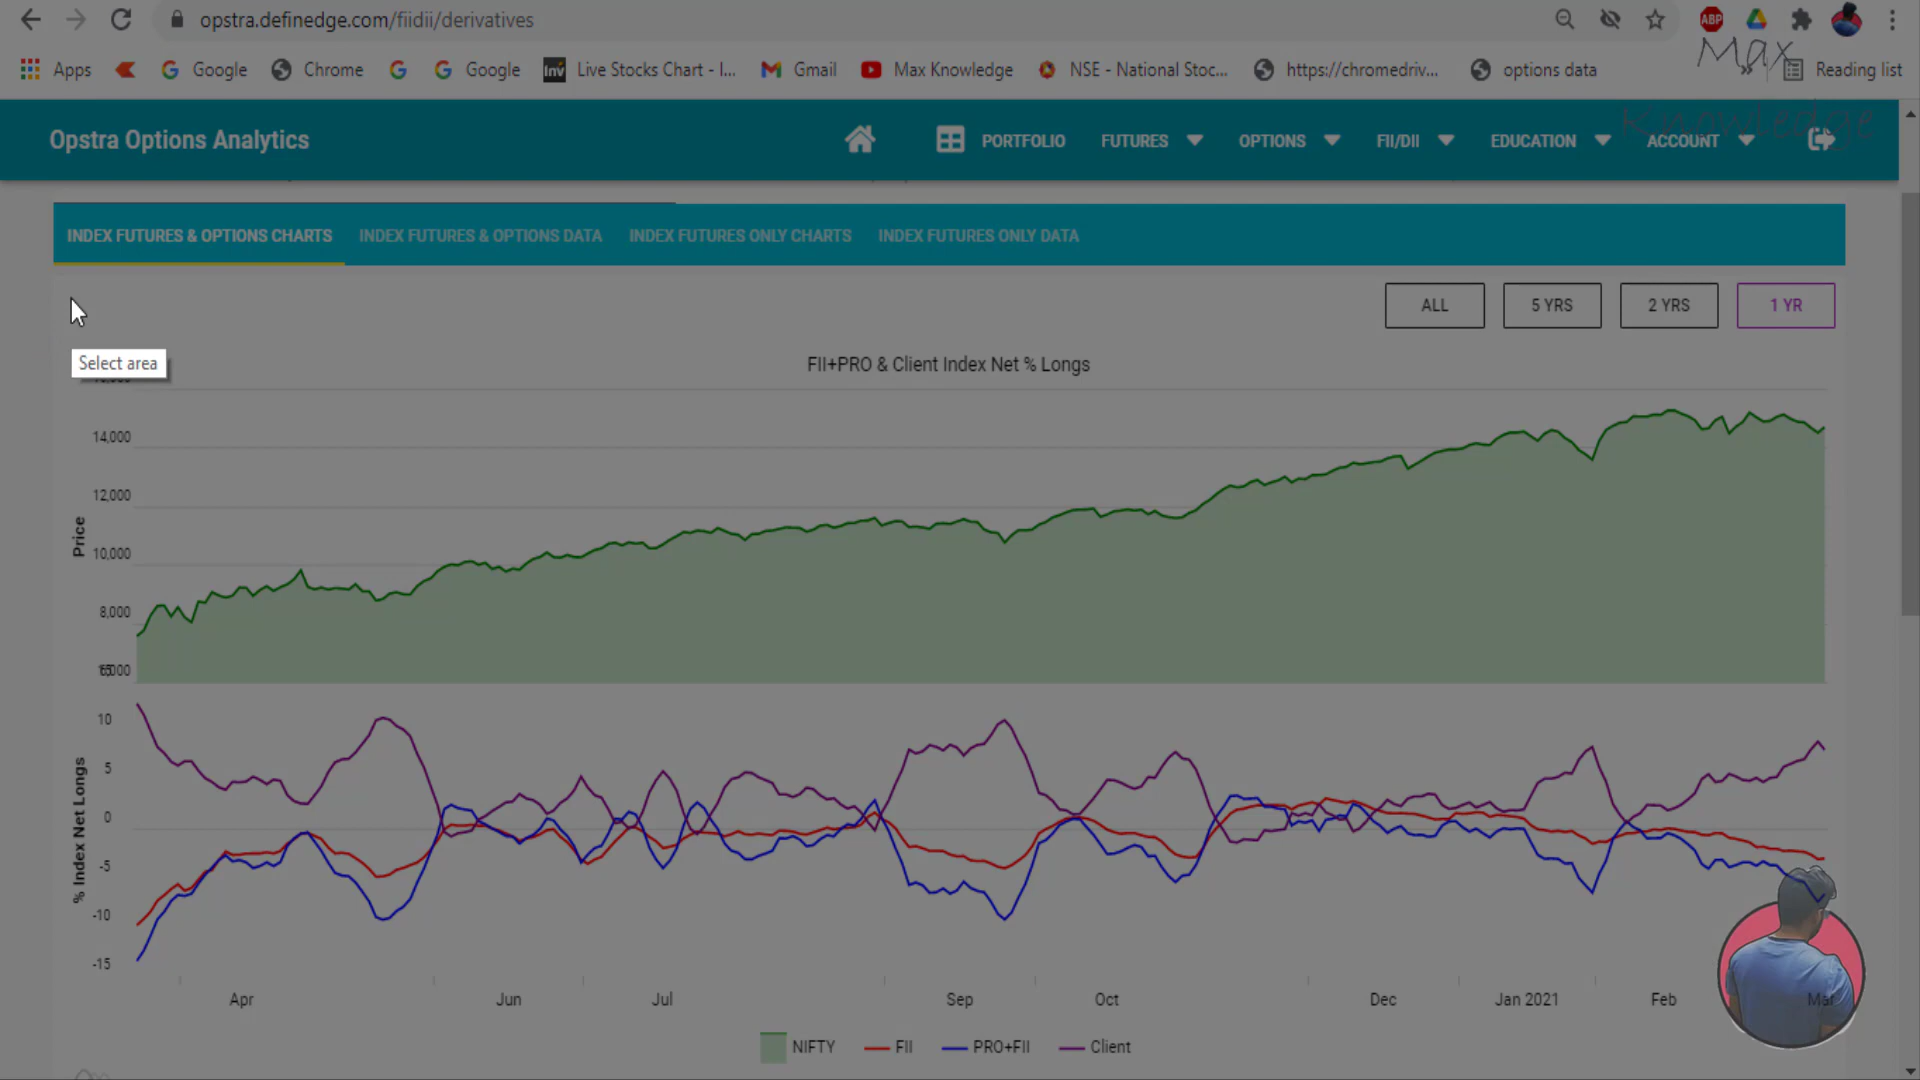 opstra.definedge.com/fiidii/derivatives
ABP
Apps Google Chrome Google Inv Live Stocks Chart - I... Gmail Max Knowledge NSE - National Stoc... https://chromedriv... options data » Reading list
Max
Knowledge
Opstra Options Analytics PORTFOLIO FUTURES OPTIONS FII/DII EDUCATION ACCOUNT
INDEX FUTURES & OPTIONS CHARTS INDEX FUTURES & OPTIONS DATA INDEX FUTURES ONLY CHARTS INDEX FUTURES ONLY DATA
ALL 5 YRS 2 YRS 1 YR
Select area
FII+PRO & Client Index Net % Longs
14,000
12,000
Price
10,000
8,000
10
5
0
% Index Net Longs
-5
-10
-15
Apr Jun Jul Sep Oct Dec Jan 2021 Feb Mar
NIFTY FII PRO+FII Client